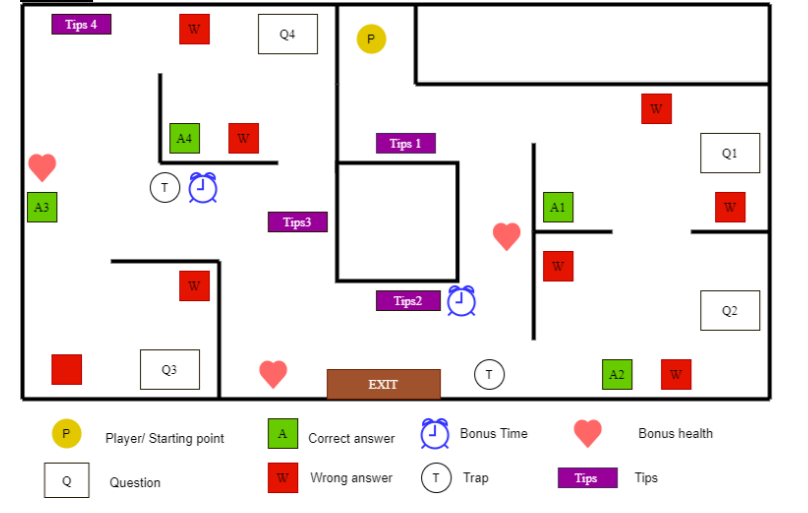 Tips 4
W
Q4
P
W
A4
W
Tips 1
Q1
T
A3
A1
W
Tips3
W
W
Tips2
Q2
Q3
EXIT
T
A2
W
P
Player/ Starting point
A
Correct answer
Bonus Time
Bonus health
Q
Question
W
Wrong answer
T
Trap
Tips
Tips